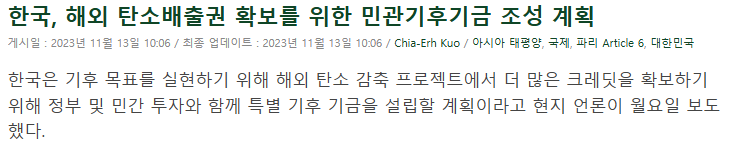 한국, 해외 탄소배출권 확보를 위한 민관기후기금 조성 계획
게시일 : 2023년 11월 13일 10:06 / 최종 업데이트 : 2023년 11월 13일 10:06 / Chia-Erh Kuo / 아시아 태평양, 국제, 파리 Article 6, 대한민국
한국은 기후 목표를 실현하기 위해 해외 탄소 감축 프로젝트에서 더 많은 크레딧을 확보하기
위해 정부 및 민간 투자와 함께 특별 기후 기금을 설립할 계획이라고 현지 언론이 월요일 보도
했다.